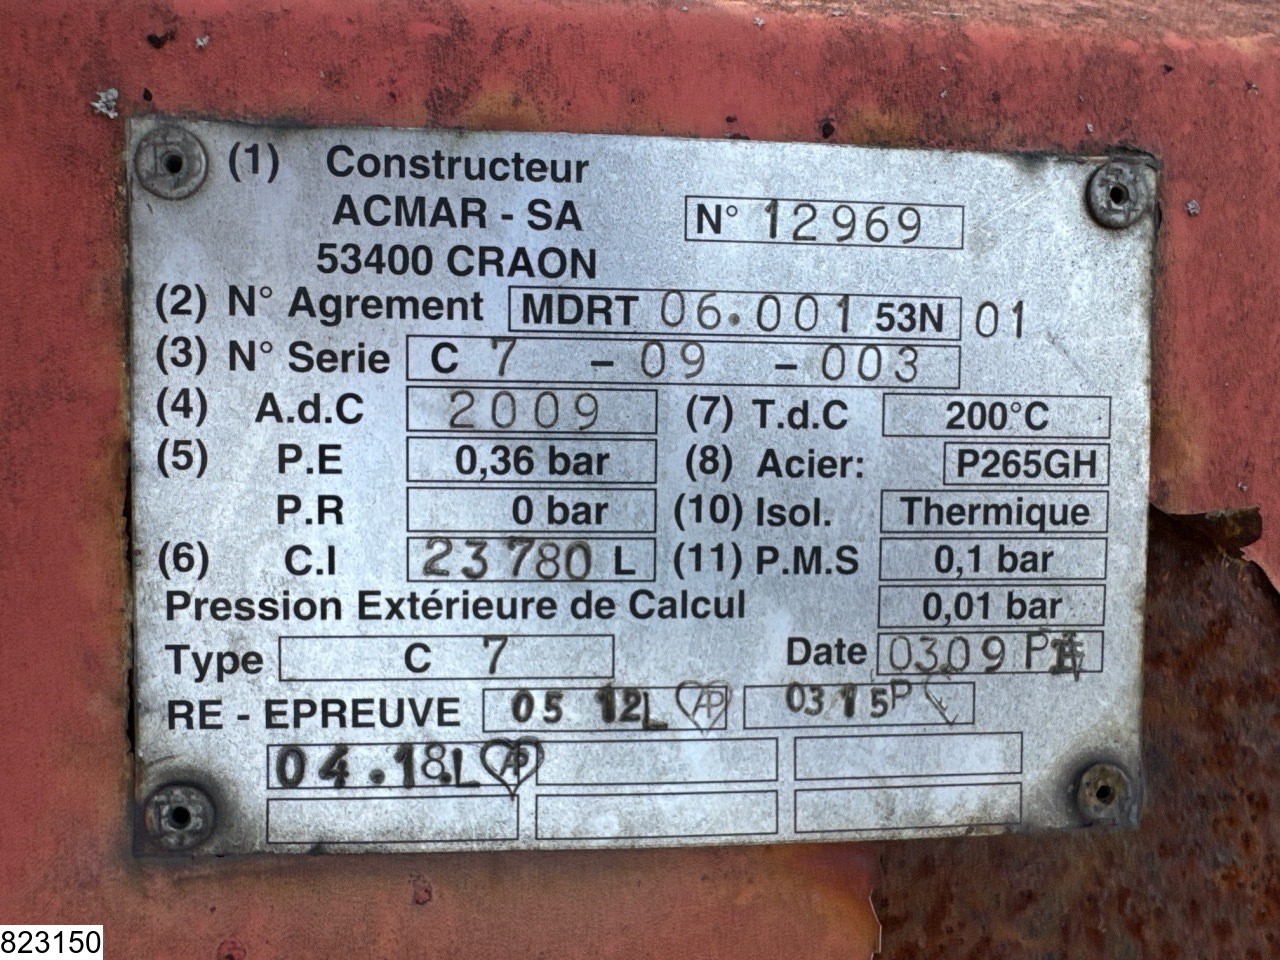 (1) Constructeur
ACMAR - SA
N° 12969
53400 CRAON
(2) N° Agrement MDRT 06.001 53N 01
(3) N° Serie C 7 - 09 - 003
(4) A.d.C 2009 (7) T.d.C 200°C
(5) P.E 0,36 bar (8) Acier: P265GH
P.R 0 bar (10) Isol. Thermique
(6) C.I 23780 L (11) P.M.S 0,1 bar
Pression Extérieure de Calcul 0,01 bar
Type C 7 Date 0309 P
RE - EPREUVE 05 12L AP 0315P
04.18L AP
823150